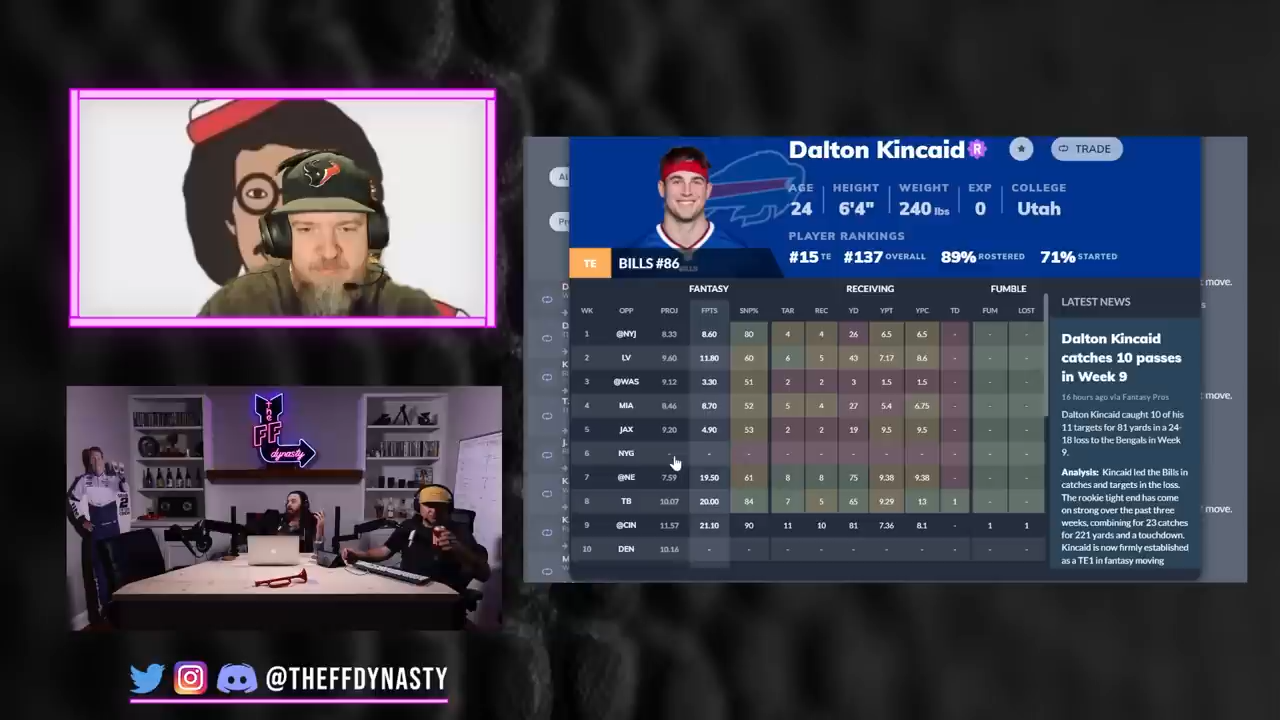 The
FF
dynasty
@THEFFDYNASTY
Dalton Kincaid R
TRADE
AGE HEIGHT WEIGHT EXP COLLEGE
24 6'4" 240 lbs 0 Utah
PLAYER RANKINGS
#15 TE #137 OVERALL 89% ROSTERED 71% STARTED
TE BILLS #86
BILLS
FANTASY RECEIVING FUMBLE
WK OPP PROJ FPTS SNP% TAR REC YD YPT YPC TD FUM LOST
1 @NYJ 8.33 8.60 80 4 4 26 6.5 6.5 - - -
2 LV 9.60 11.80 60 6 5 43 7.17 8.6 - - -
3 @WAS 9.12 3.30 51 2 2 3 1.5 1.5 - - -
4 MIA 8.46 8.70 52 5 4 27 5.4 6.75 - - -
5 JAX 9.20 4.90 53 2 2 19 9.5 9.5 - - -
6 NYG - - - - - - - - - - -
7 @NE 7.59 19.50 61 8 8 75 9.38 9.38 - - -
8 TB 10.07 20.00 84 7 5 65 9.29 13 1 - -
9 @CIN 11.57 21.10 90 11 10 81 7.36 8.1 - 1 1
10 DEN 10.16 - - - - - - - - - -
LATEST NEWS
Dalton Kincaid
catches 10 passes
in Week 9
16 hours ago via Fantasy Pros
Dalton Kincaid caught 10 of his
11 targets for 81 yards in a 24-
18 loss to the Bengals in Week
9.
Analysis: Kincaid led the Bills in
catches and targets in the loss.
The rookie tight end has come
on strong over the past three
weeks, combining for 23 catches
for 221 yards and a touchdown.
Kincaid is now firmly established
as a TE1 in fantasy moving
move.
move.
move.